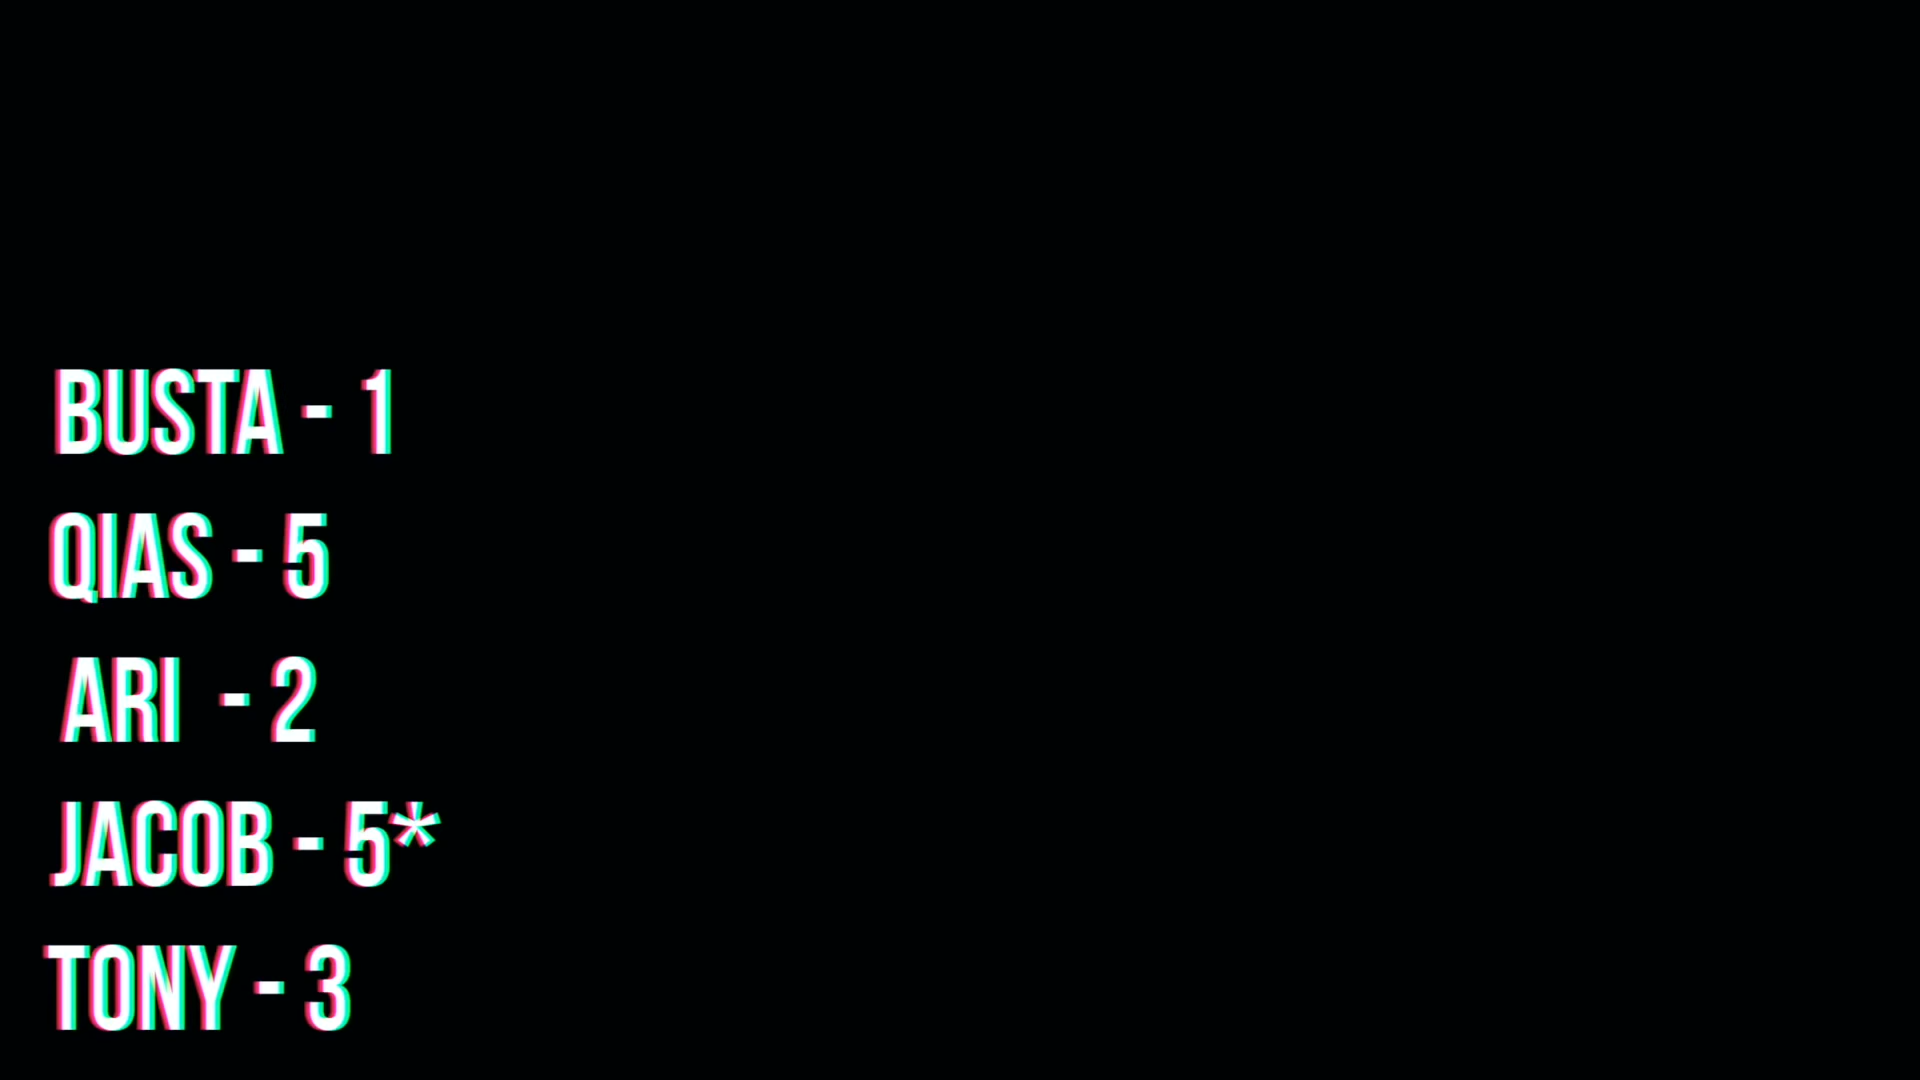 BUSTA - 1
QIAS - 5
ARI - 2
JACOB - 5*
TONY - 3